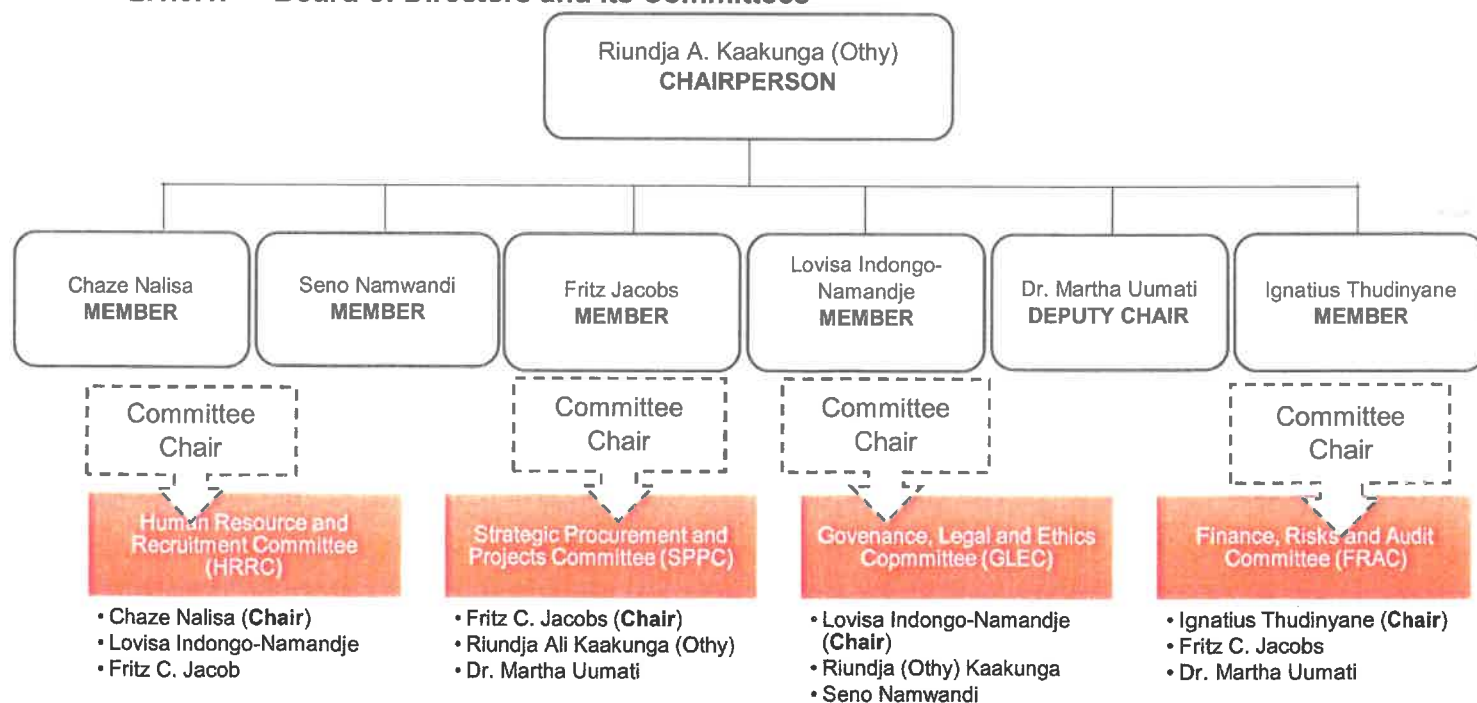 Board of Directors and its Committees
Riundja A. Kaakunga (Othy)
CHAIRPERSON
Chaze Nalisa
MEMBER
Seno Namwandi
MEMBER
Fritz Jacobs
MEMBER
Lovisa Indongo-
Namandje
MEMBER
Dr. Martha Uumati
DEPUTY CHAIR
Ignatius Thudinyane
MEMBER
Committee
Chair
Committee
Chair
Committee
Chair
Committee
Chair
Human Resource and
Recruitment Committee
(HRRC)
• Chaze Nalisa (Chair)
• Lovisa Indongo-Namandje
• Fritz C. Jacob
Strategic Procurement and
Projects Committee (SPPC)
• Fritz C. Jacobs (Chair)
• Riundja Ali Kaakunga (Othy)
• Dr. Martha Uumati
Govenance, Legal and Ethics
Copmmittee (GLEC)
• Lovisa Indongo-Namandje
(Chair)
• Riundja (Othy) Kaakunga
• Seno Namwandi
Finance, Risks and Audit
Committee (FRAC)
• Ignatius Thudinyane (Chair)
• Fritz C. Jacobs
• Dr. Martha Uumati